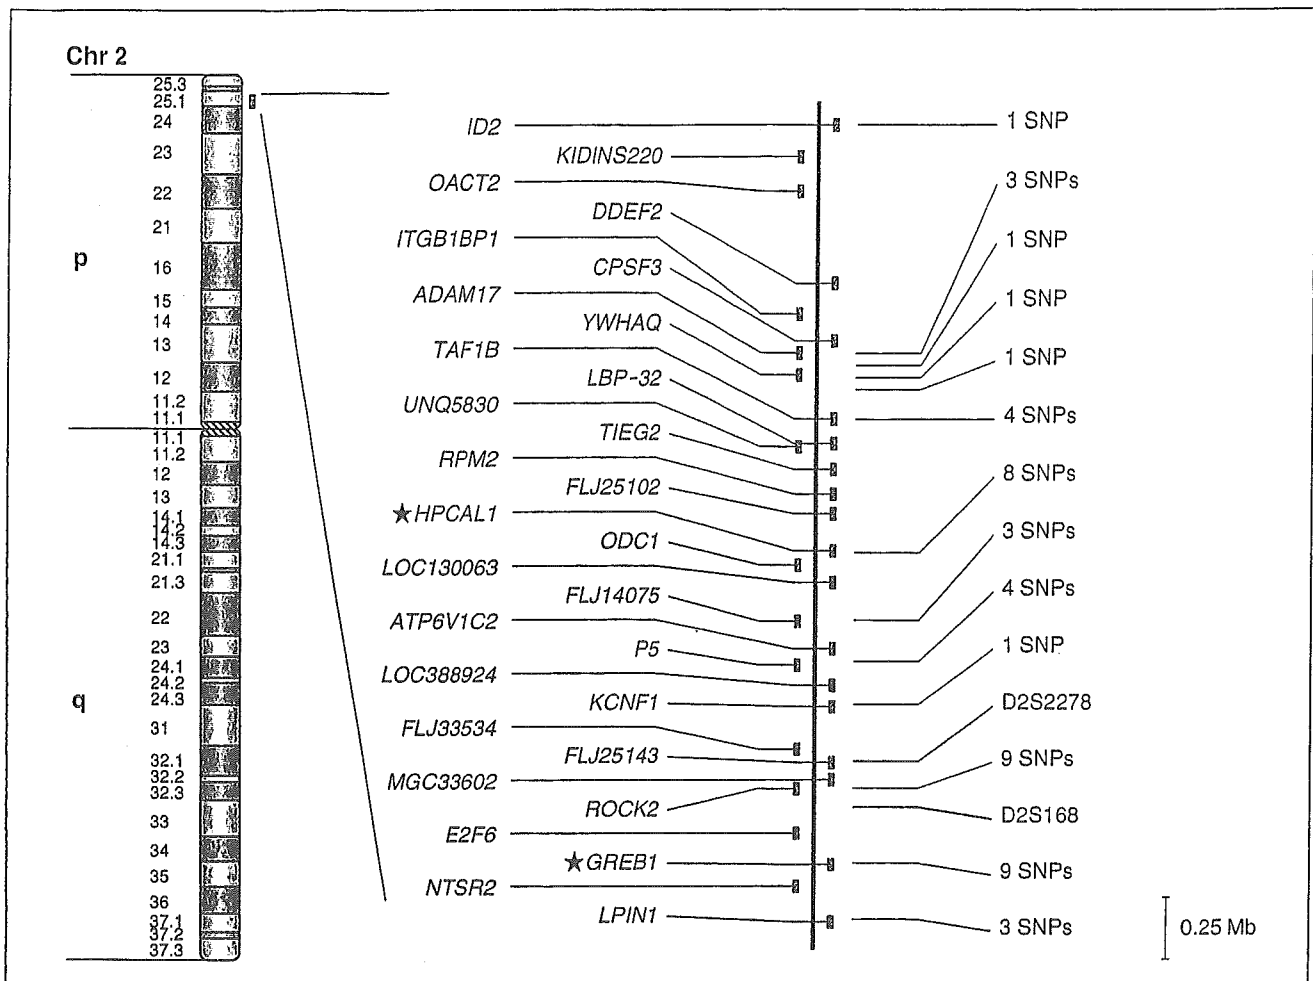 Chr 2
25.3
25.1
24
23
22
21
p
16
15
14
13
12
11.2
11.1
11.1
11.2
12
13
14.1
14.2
14.3
21.1
21.3
22
23
24.1
24.2
24.3
q
31
32.1
32.2
32.3
33
34
35
36
37.1
37.2
37.3
ID2
KIDINS220
OACT2
DDEF2
ITGB1BP1
CPSF3
ADAM17
YWHAQ
TAF1B
LBP-32
UNQ5830
TIEG2
RPM2
FLJ25102
★HPCAL1
ODC1
LOC130063
FLJ14075
ATP6V1C2
P5
LOC388924
KCNF1
FLJ33534
FLJ25143
MGC33602
ROCK2
E2F6
★GREB1
NTSR2
LPIN1
1 SNP
3 SNPs
1 SNP
1 SNP
1 SNP
4 SNPs
8 SNPs
3 SNPs
4 SNPs
1 SNP
D2S2278
9 SNPs
D2S168
9 SNPs
3 SNPs
0.25 Mb